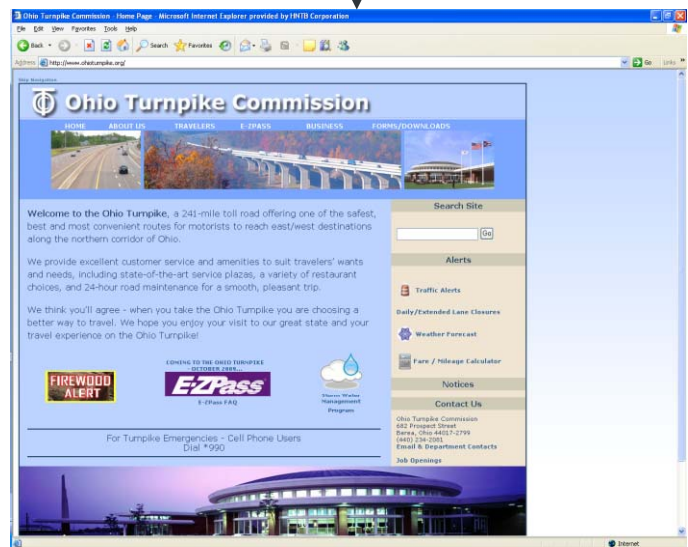 Ohio Turnpike Commission - Home Page - Microsoft Internet Explorer provided by HNTB Corporation
File Edit View Favorites Tools Help
Back Search Favorites
Address http://www.ohioturnpike.org/ Go Links
Skip Navigation
Ohio Turnpike Commission
HOME ABOUT US TRAVELERS E-ZPASS BUSINESS FORMS/DOWNLOADS
Welcome to the Ohio Turnpike, a 241-mile toll road offering one of the safest,
best and most convenient routes for motorists to reach east/west destinations
along the northern corridor of Ohio.
We provide excellent customer service and amenities to suit travelers' wants
and needs, including state-of-the-art service plazas, a variety of restaurant
choices, and 24-hour road maintenance for a smooth, pleasant trip.
We think you'll agree - when you take the Ohio Turnpike you are choosing a
better way to travel. We hope you enjoy your visit to our great state and your
travel experience on the Ohio Turnpike!
FIREWOOD
ALERT
COMING TO THE OHIO TURNPIKE
- OCTOBER 2009...
E-ZPass
E-ZPass FAQ
Storm Water
Management
Program
For Turnpike Emergencies - Cell Phone Users
Dial *990
Search Site
Go
Alerts
Traffic Alerts
Daily/Extended Lane Closures
Weather Forecast
Fare / Mileage Calculator
Notices
Contact Us
Ohio Turnpike Commission
682 Prospect Street
Berea, Ohio 44017-2799
(440) 234-2081
Email & Department Contacts
Job Openings
Internet